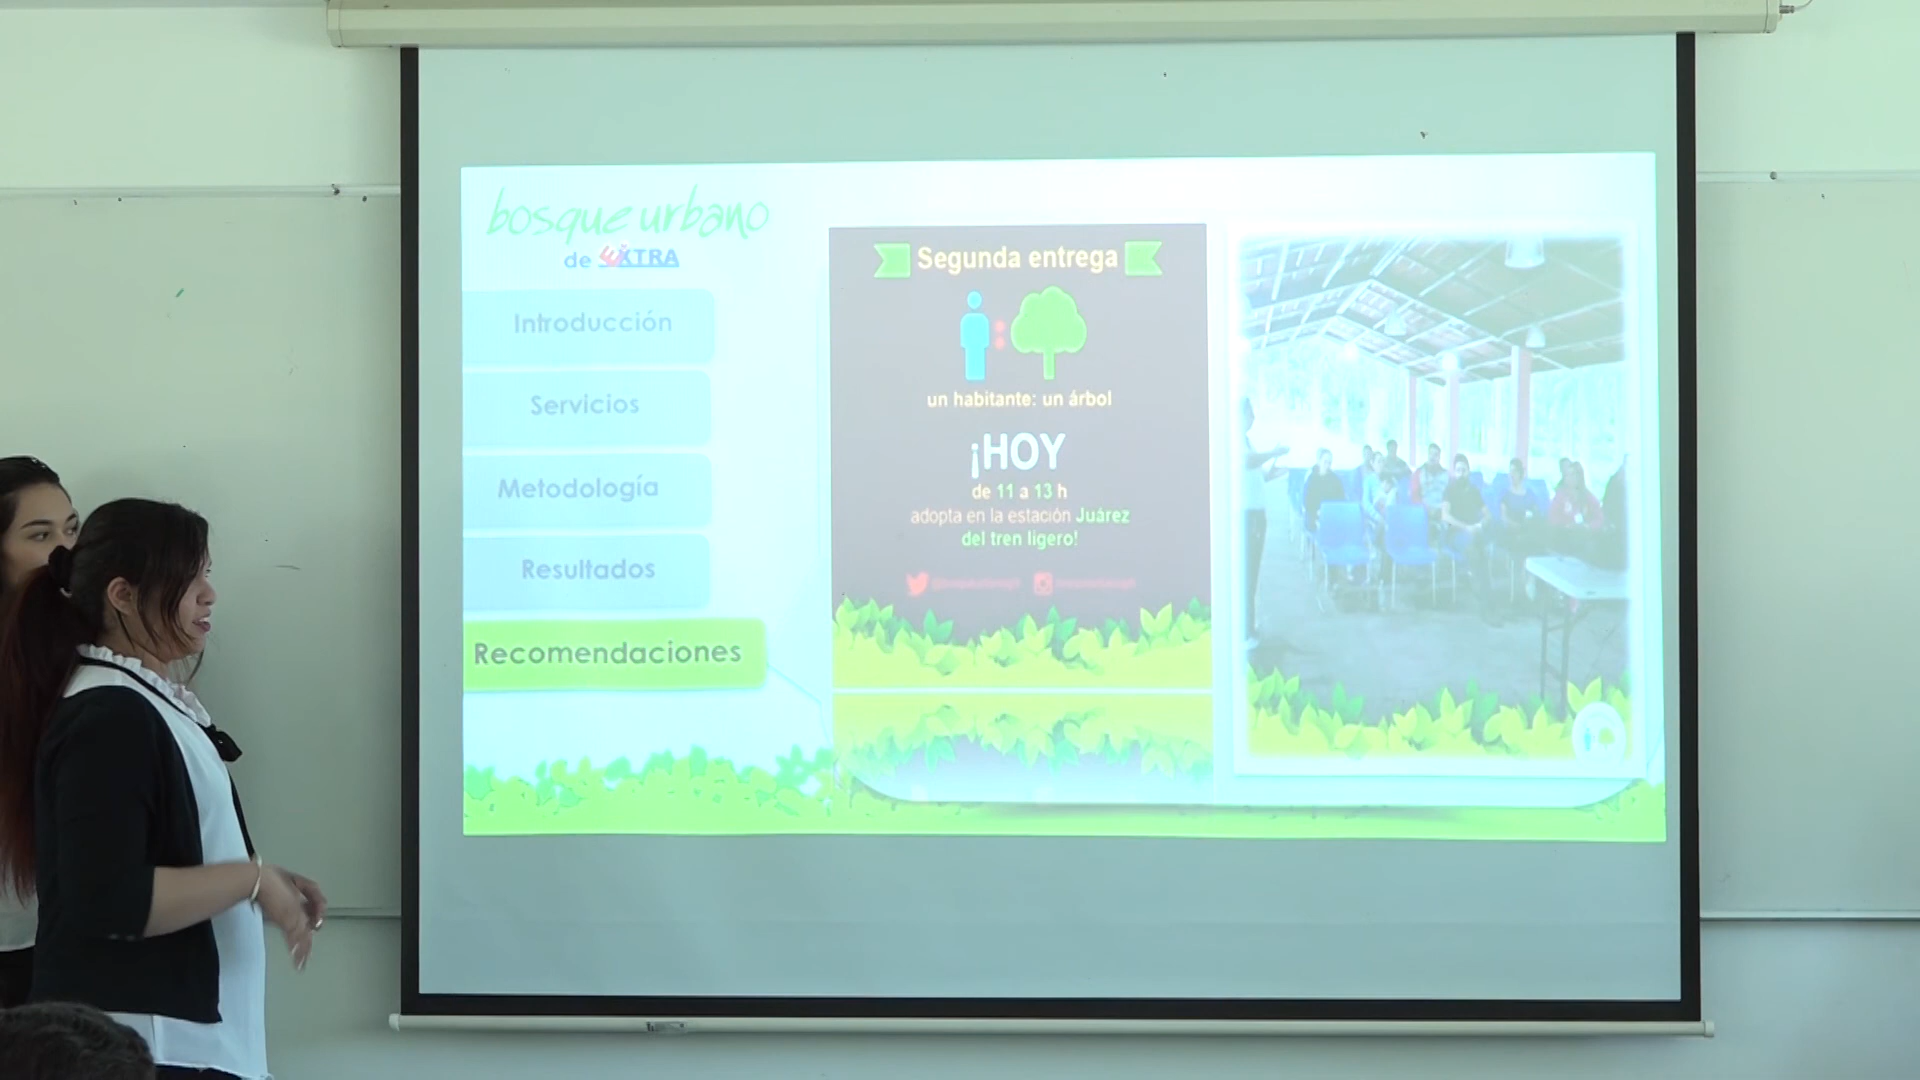 bosque urbano
de EXTRA
Introducción
Servicios
Metodología
Resultados
Recomendaciones
Segunda entrega
un habitante: un árbol
¡HOY
de 11 a 13 h
adopta en la estación Juárez
del tren ligero!